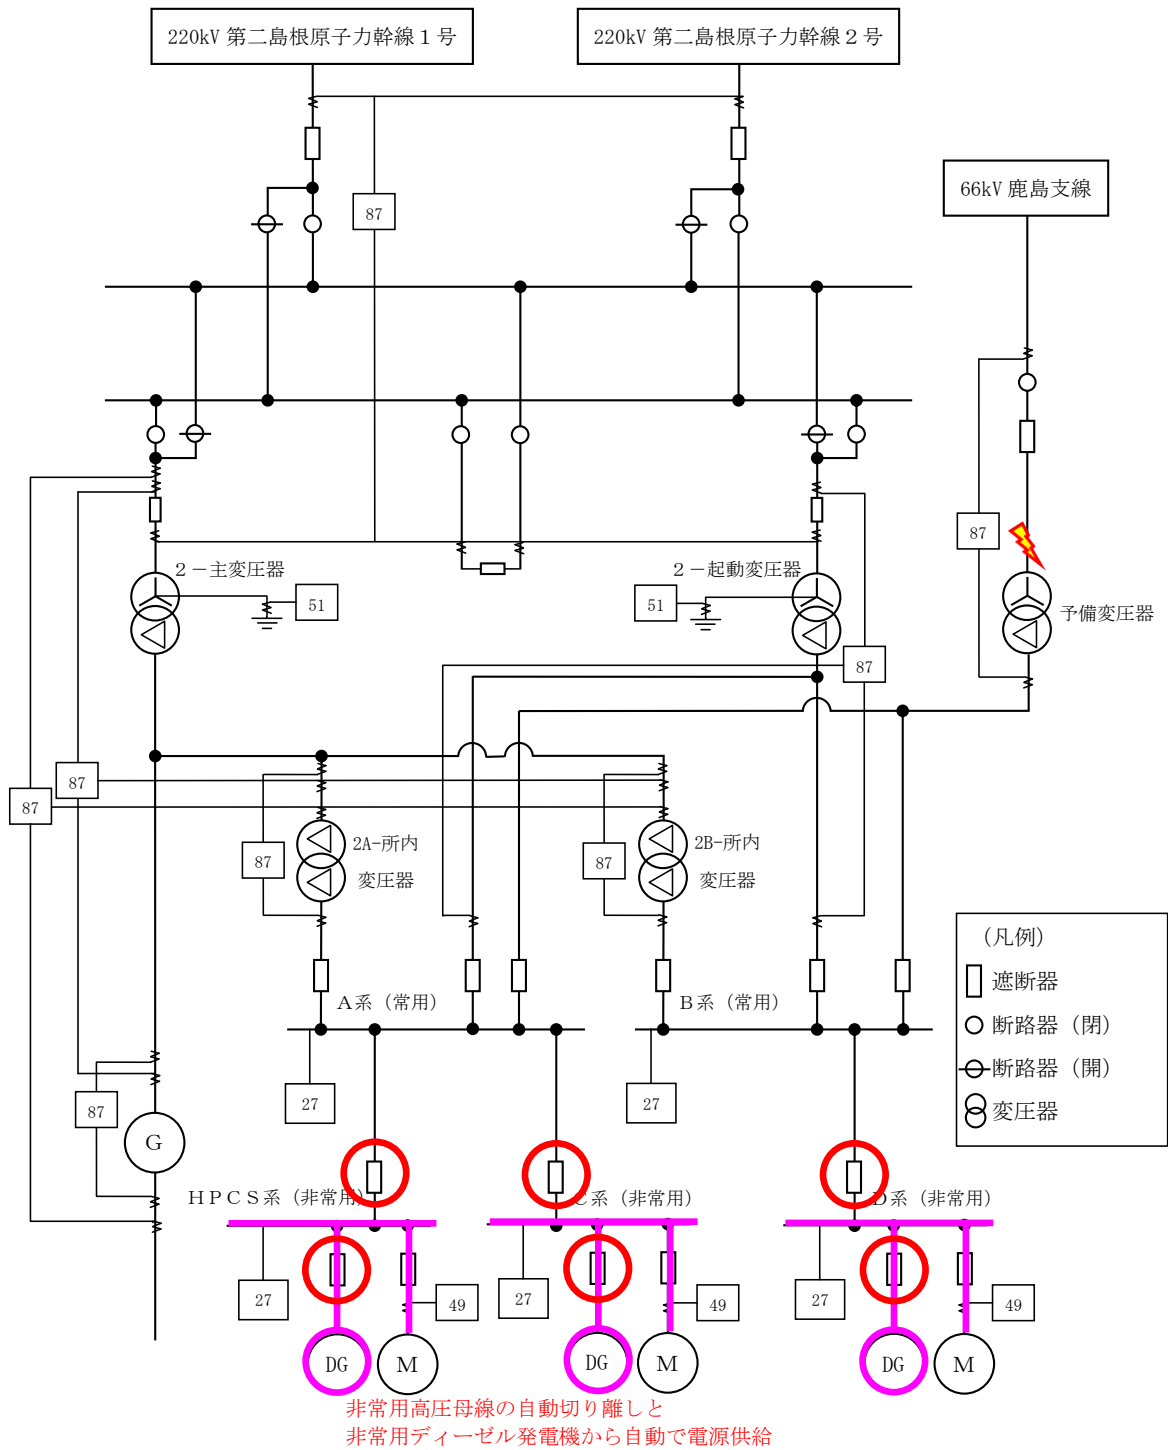 220kV 第二島根原子力幹線１号
220kV 第二島根原子力幹線２号
66kV 鹿島支線
87
87
２－主変圧器
２－起動変圧器
51
51
予備変圧器
87
87
87
2A-所内
変圧器
87
2B-所内
変圧器
87
（凡例）
遮断器
断路器（閉）
断路器（開）
変圧器
Ａ系（常用）
Ｂ系（常用）
27
27
87
G
ＨＰＣＳ系（非常用）
Ｃ系（非常用）
Ｄ系（非常用）
27
49
27
49
27
49
DG
M
DG
M
DG
M
非常用高圧母線の自動切り離しと
非常用ディーゼル発電機から自動で電源供給